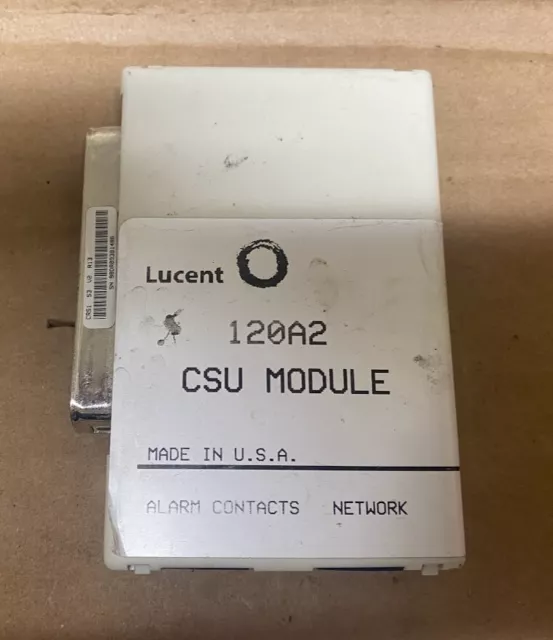 Lucent
120A2
CSU MODULE
MADE IN U.S.A.
ALARM CONTACTS NETWORK